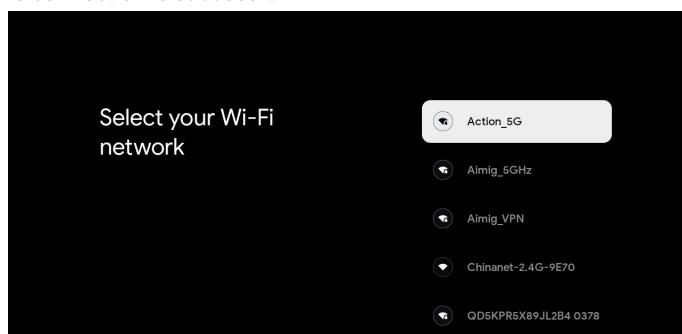 Select your Wi-Fi
network
Action_5G
Aimig_5GHz
Aimig_VPN
Chinanet-2.4G-9E70
QD5KPR5X89JL2B4 0378